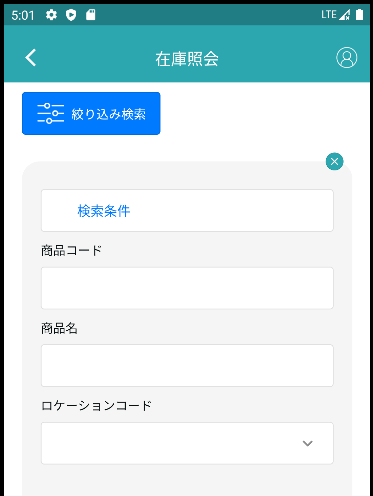 5:01
LTE
在庫照会
絞り込み検索
検索条件
商品コード
商品名
ロケーションコード